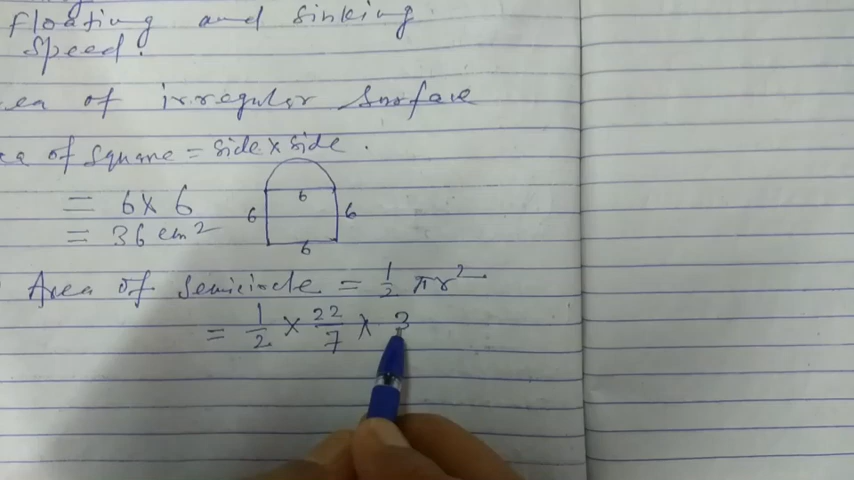 floating and sinking
speed.
ea of irregular surface
ea of square = side x side.
= 6 x 6
= 36 cm²
6
6 6
6
Area of semicircle = 1/2 πr²
= 1/2 x 22/7 x 3